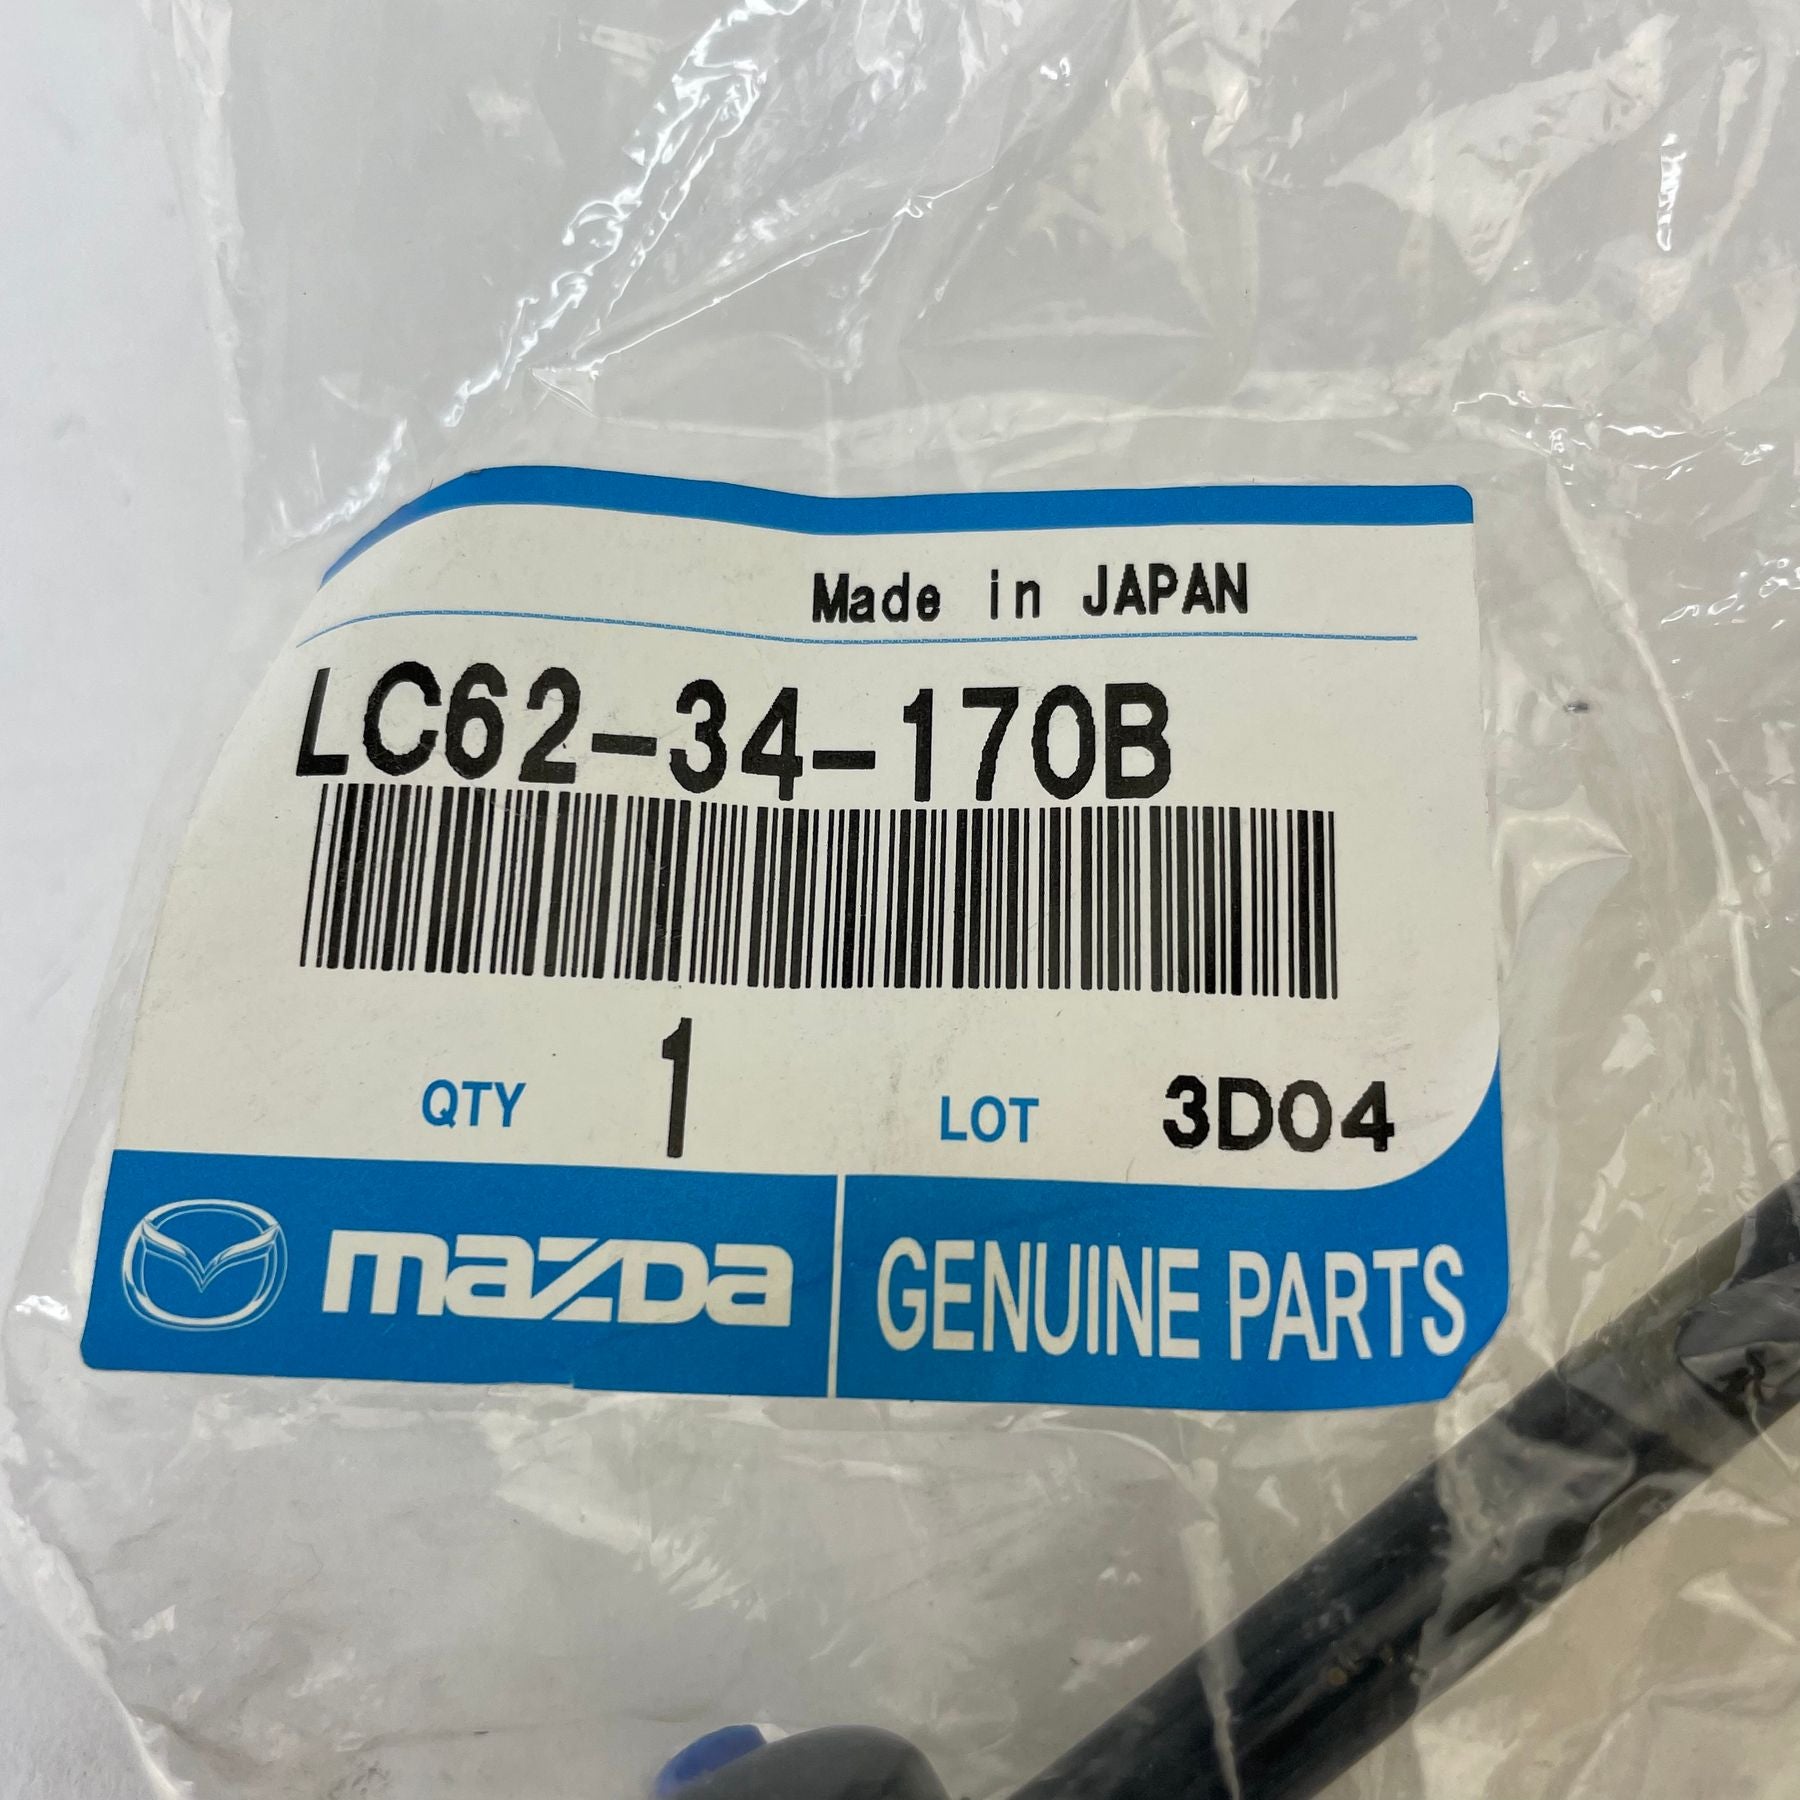 Made in JAPAN
LC62-34-170B
QTY 1 LOT 3D04
mazda GENUINE PARTS